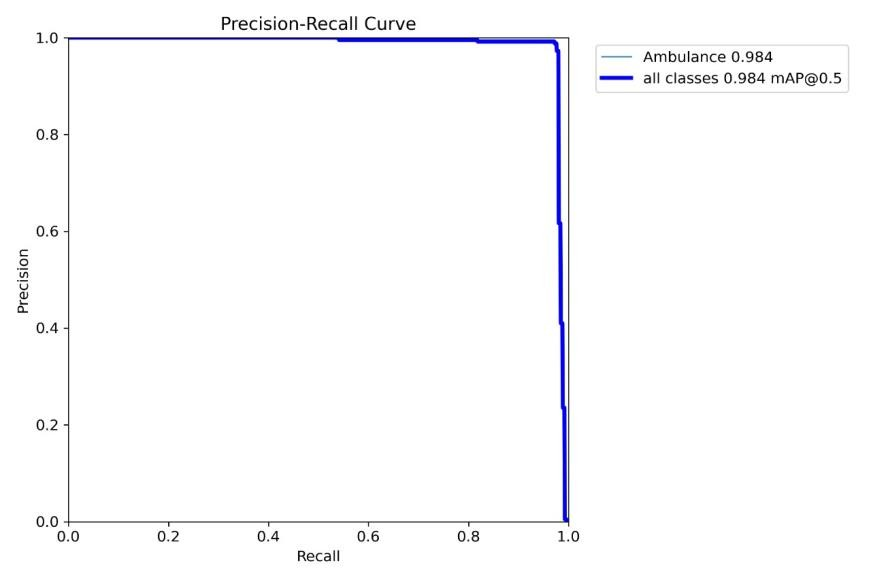 Precision-Recall Curve
Ambulance 0.984
all classes 0.984 mAP@0.5
1.0
0.8
0.6
0.4
0.2
0.0
Precision
0.0 0.2 0.4 0.6 0.8 1.0
Recall